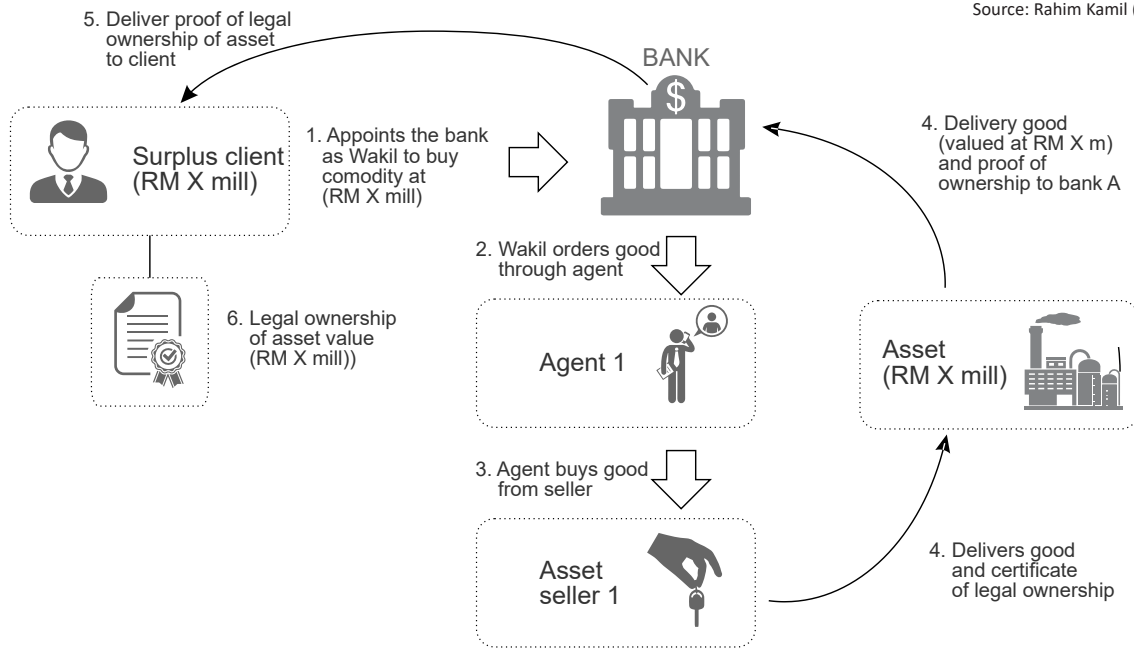 Source: Rahim Kamil (
5. Deliver proof of legal
ownership of asset
to client
BANK
$
Surplus client
(RM X mill)
1. Appoints the bank
as Wakil to buy
comodity at
(RM X mill)
4. Delivery good
(valued at RM X m)
and proof of
ownership to bank A
2. Wakil orders good
through agent
6. Legal ownership
of asset value
(RM X mill))
Agent 1
Asset
(RM X mill)
3. Agent buys good
from seller
Asset
seller 1
4. Delivers good
and certificate
of legal ownership